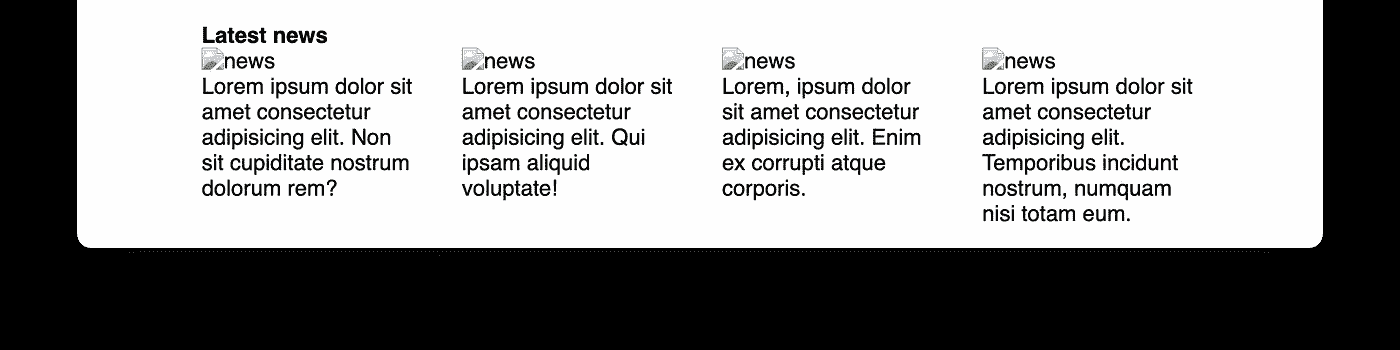 Latest news
news
Lorem ipsum dolor sit
amet consectetur
adipisicing elit. Non
sit cupiditate nostrum
dolorum rem?
news
Lorem ipsum dolor sit
amet consectetur
adipisicing elit. Qui
ipsam aliquid
voluptate!
news
Lorem, ipsum dolor
sit amet consectetur
adipisicing elit. Enim
ex corrupti atque
corporis.
news
Lorem ipsum dolor sit
amet consectetur
adipisicing elit.
Temporibus incidunt
nostrum, numquam
nisi totam eum.